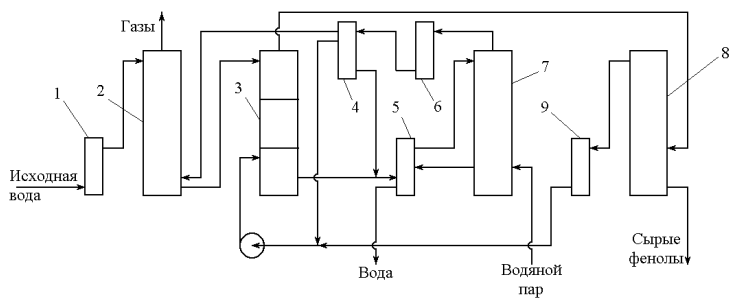 Газы
1
2
3
4
5
6
7
8
9
Исходная
вода
Вода
Водяной
пар
Сырые
фенолы